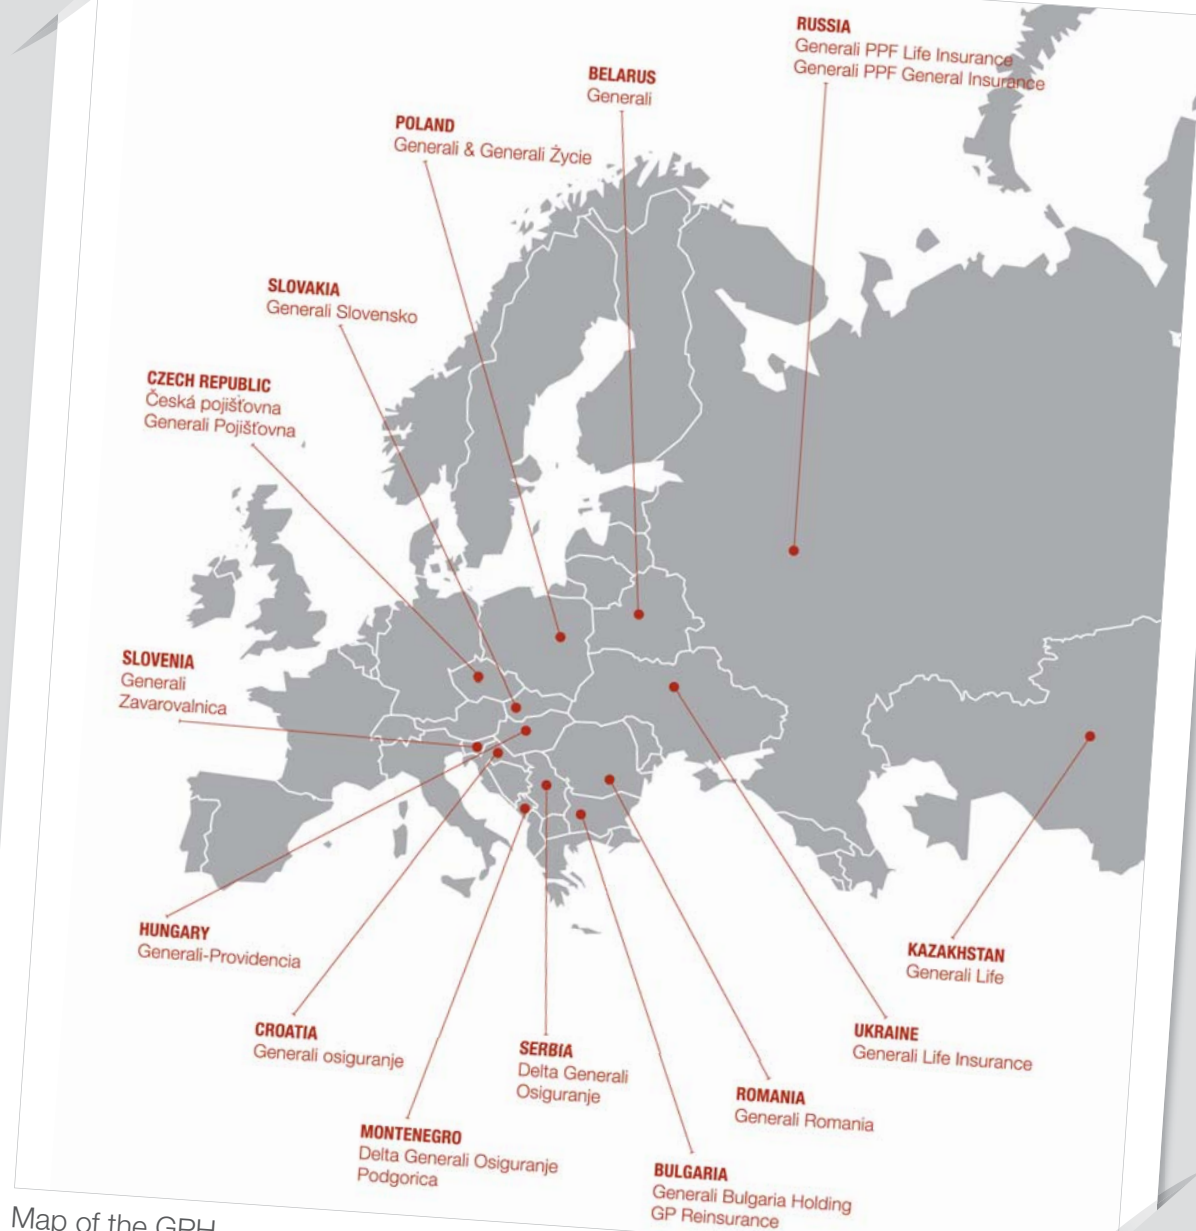 RUSSIA
Generali PPF Life Insurance
Generali PPF General Insurance
BELARUS
Generali
POLAND
Generali & Generali Życie
SLOVAKIA
Generali Slovensko
CZECH REPUBLIC
Česká pojišťovna
Generali Pojišťovna
SLOVENIA
Generali
Zavarovalnica
HUNGARY
Generali-Providencia
CROATIA
Generali osiguranje
MONTENEGRO
Delta Generali Osiguranje
Podgorica
SERBIA
Delta Generali
Osiguranje
BULGARIA
Generali Bulgaria Holding
GP Reinsurance
ROMANIA
Generali Romania
UKRAINE
Generali Life Insurance
KAZAKHSTAN
Generali Life
Map of the GPH